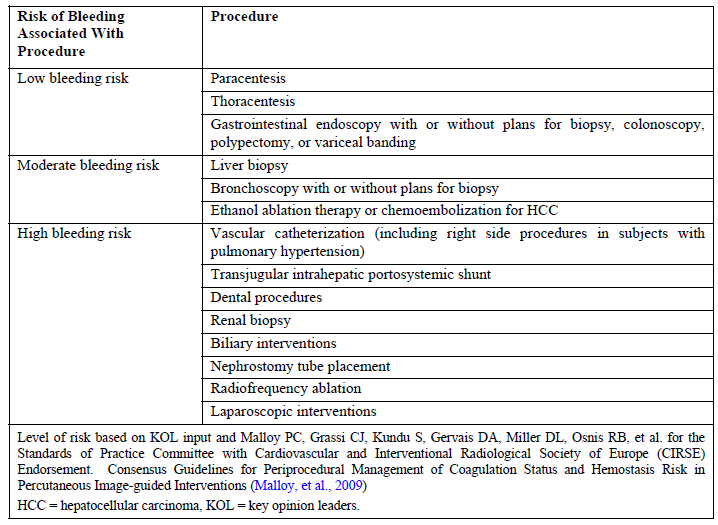 Risk of Bleeding
Associated With
Procedure
Procedure
Low bleeding risk
Paracentesis
Thoracentesis
Gastrointestinal endoscopy with or without plans for biopsy, colonoscopy,
polypectomy, or variceal banding
Moderate bleeding risk
Liver biopsy
Bronchoscopy with or without plans for biopsy
Ethanol ablation therapy or chemoembolization for HCC
High bleeding risk
Vascular catheterization (including right side procedures in subjects with
pulmonary hypertension)
Transjugular intrahepatic portosystemic shunt
Dental procedures
Renal biopsy
Biliary interventions
Nephrostomy tube placement
Radiofrequency ablation
Laparoscopic interventions
Level of risk based on KOL input and Malloy PC, Grassi CJ, Kundu S, Gervais DA, Miller DL, Osnis RB, et al. for the
Standards of Practice Committee with Cardiovascular and Interventional Radiological Society of Europe (CIRSE)
Endorsement. Consensus Guidelines for Periprocedural Management of Coagulation Status and Hemostasis Risk in
Percutaneous Image-guided Interventions (Malloy, et al., 2009)
HCC = hepatocellular carcinoma, KOL = key opinion leaders.